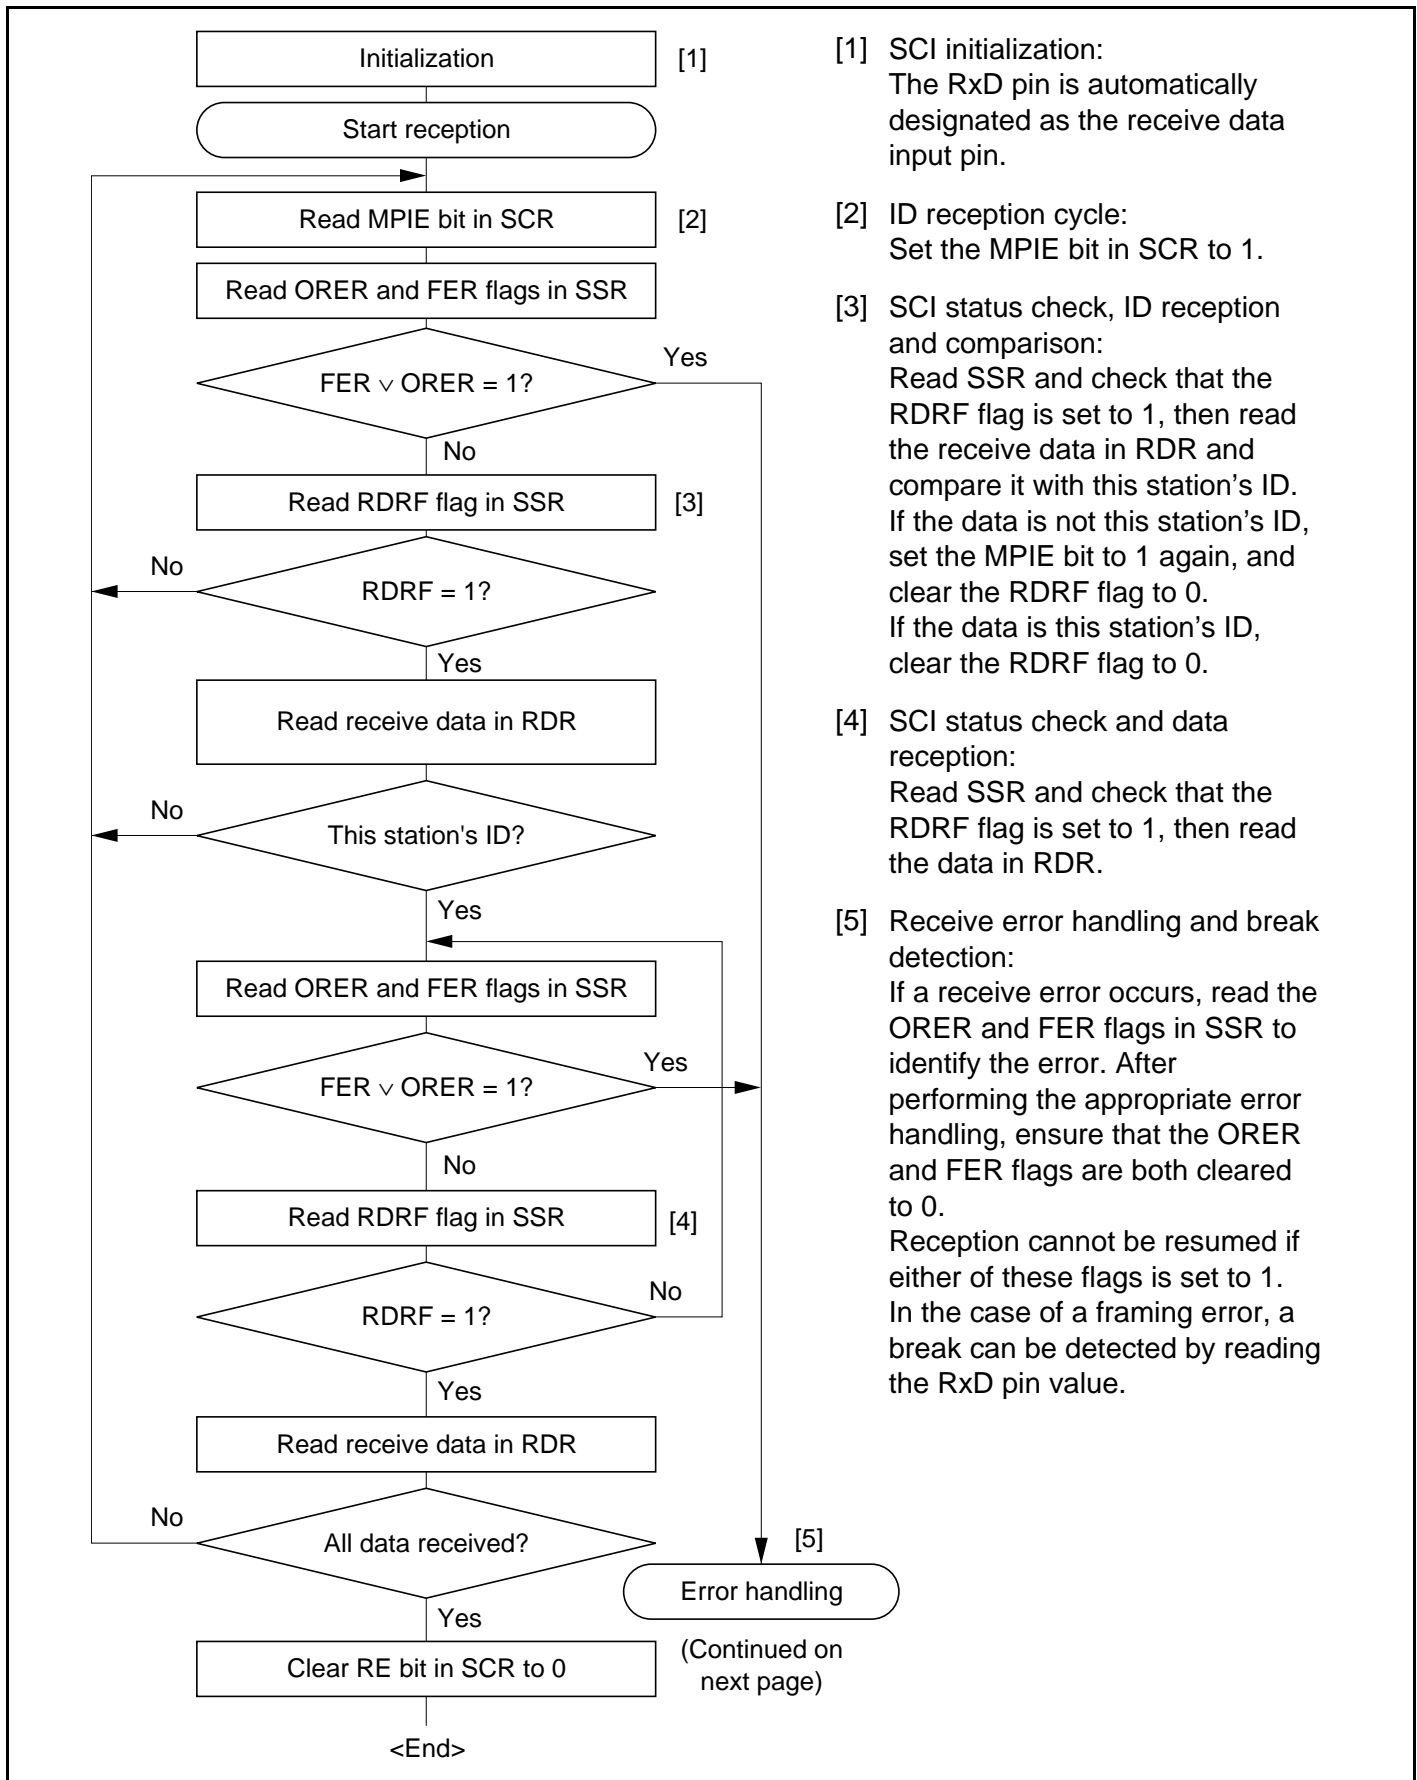 Initialization
[1]
Start reception
Read MPIE bit in SCR
[2]
Read ORER and FER flags in SSR
FER ∨ ORER = 1?
Yes
No
Read RDRF flag in SSR
[3]
No
RDRF = 1?
Yes
Read receive data in RDR
No
This station's ID?
Yes
Read ORER and FER flags in SSR
FER ∨ ORER = 1?
Yes
No
Read RDRF flag in SSR
[4]
RDRF = 1?
No
Yes
Read receive data in RDR
No
All data received?
[5]
Error handling
Yes
(Continued on
next page)
Clear RE bit in SCR to 0
<End>
[1] SCI initialization:
The RxD pin is automatically
designated as the receive data
input pin.
[2] ID reception cycle:
Set the MPIE bit in SCR to 1.
[3] SCI status check, ID reception
and comparison:
Read SSR and check that the
RDRF flag is set to 1, then read
the receive data in RDR and
compare it with this station's ID.
If the data is not this station's ID,
set the MPIE bit to 1 again, and
clear the RDRF flag to 0.
If the data is this station's ID,
clear the RDRF flag to 0.
[4] SCI status check and data
reception:
Read SSR and check that the
RDRF flag is set to 1, then read
the data in RDR.
[5] Receive error handling and break
detection:
If a receive error occurs, read the
ORER and FER flags in SSR to
identify the error. After
performing the appropriate error
handling, ensure that the ORER
and FER flags are both cleared
to 0.
Reception cannot be resumed if
either of these flags is set to 1.
In the case of a framing error, a
break can be detected by reading
the RxD pin value.